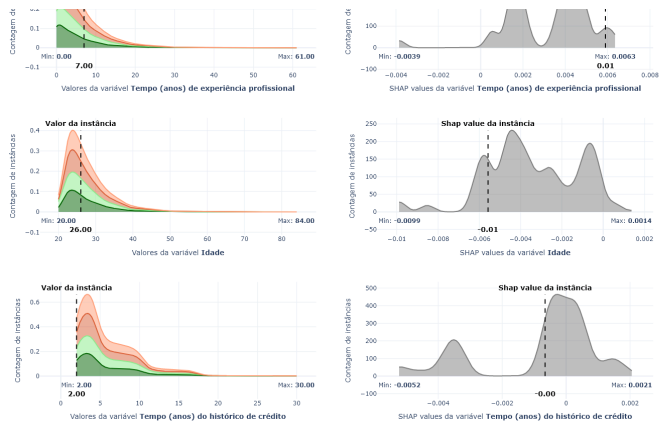 0.2
0.1
0
−0.1
Contagem de
Min: 0.00
Max: 61.00
7.00
0
10
20
30
40
50
60
Valores da variável Tempo (anos) de experiência profissional
100
0
−100
Contagem de
Min: -0.0039
Max: 0.0063
0.01
−0.004
−0.002
0
0.002
0.004
0.006
0.008
SHAP values da variável Tempo (anos) de experiência profissional
Valor da instância
0.4
0.3
0.2
0.1
0
−0.1
Contagem de instâncias
Min: 20.00
Max: 84.00
26.00
20
30
40
50
60
70
80
Valores da variável Idade
Shap value da instância
250
200
150
100
50
0
−50
Contagem de instâncias
Min: -0.0099
Max: 0.0014
-0.01
−0.01
−0.008
−0.006
−0.004
−0.002
0
0.002
SHAP values da variável Idade
Valor da instância
0.6
0.4
0.2
0
Contagem de instâncias
Min: 2.00
Max: 30.00
2.00
0
10
20
30
Valores da variável Tempo (anos) do histórico de crédito
Shap value da instância
500
400
300
200
100
0
−100
Contagem de instâncias
Min: -0.0052
Max: 0.0021
-0.00
−0.004
−0.002
0
0.002
SHAP values da variável Tempo (anos) do histórico de crédito